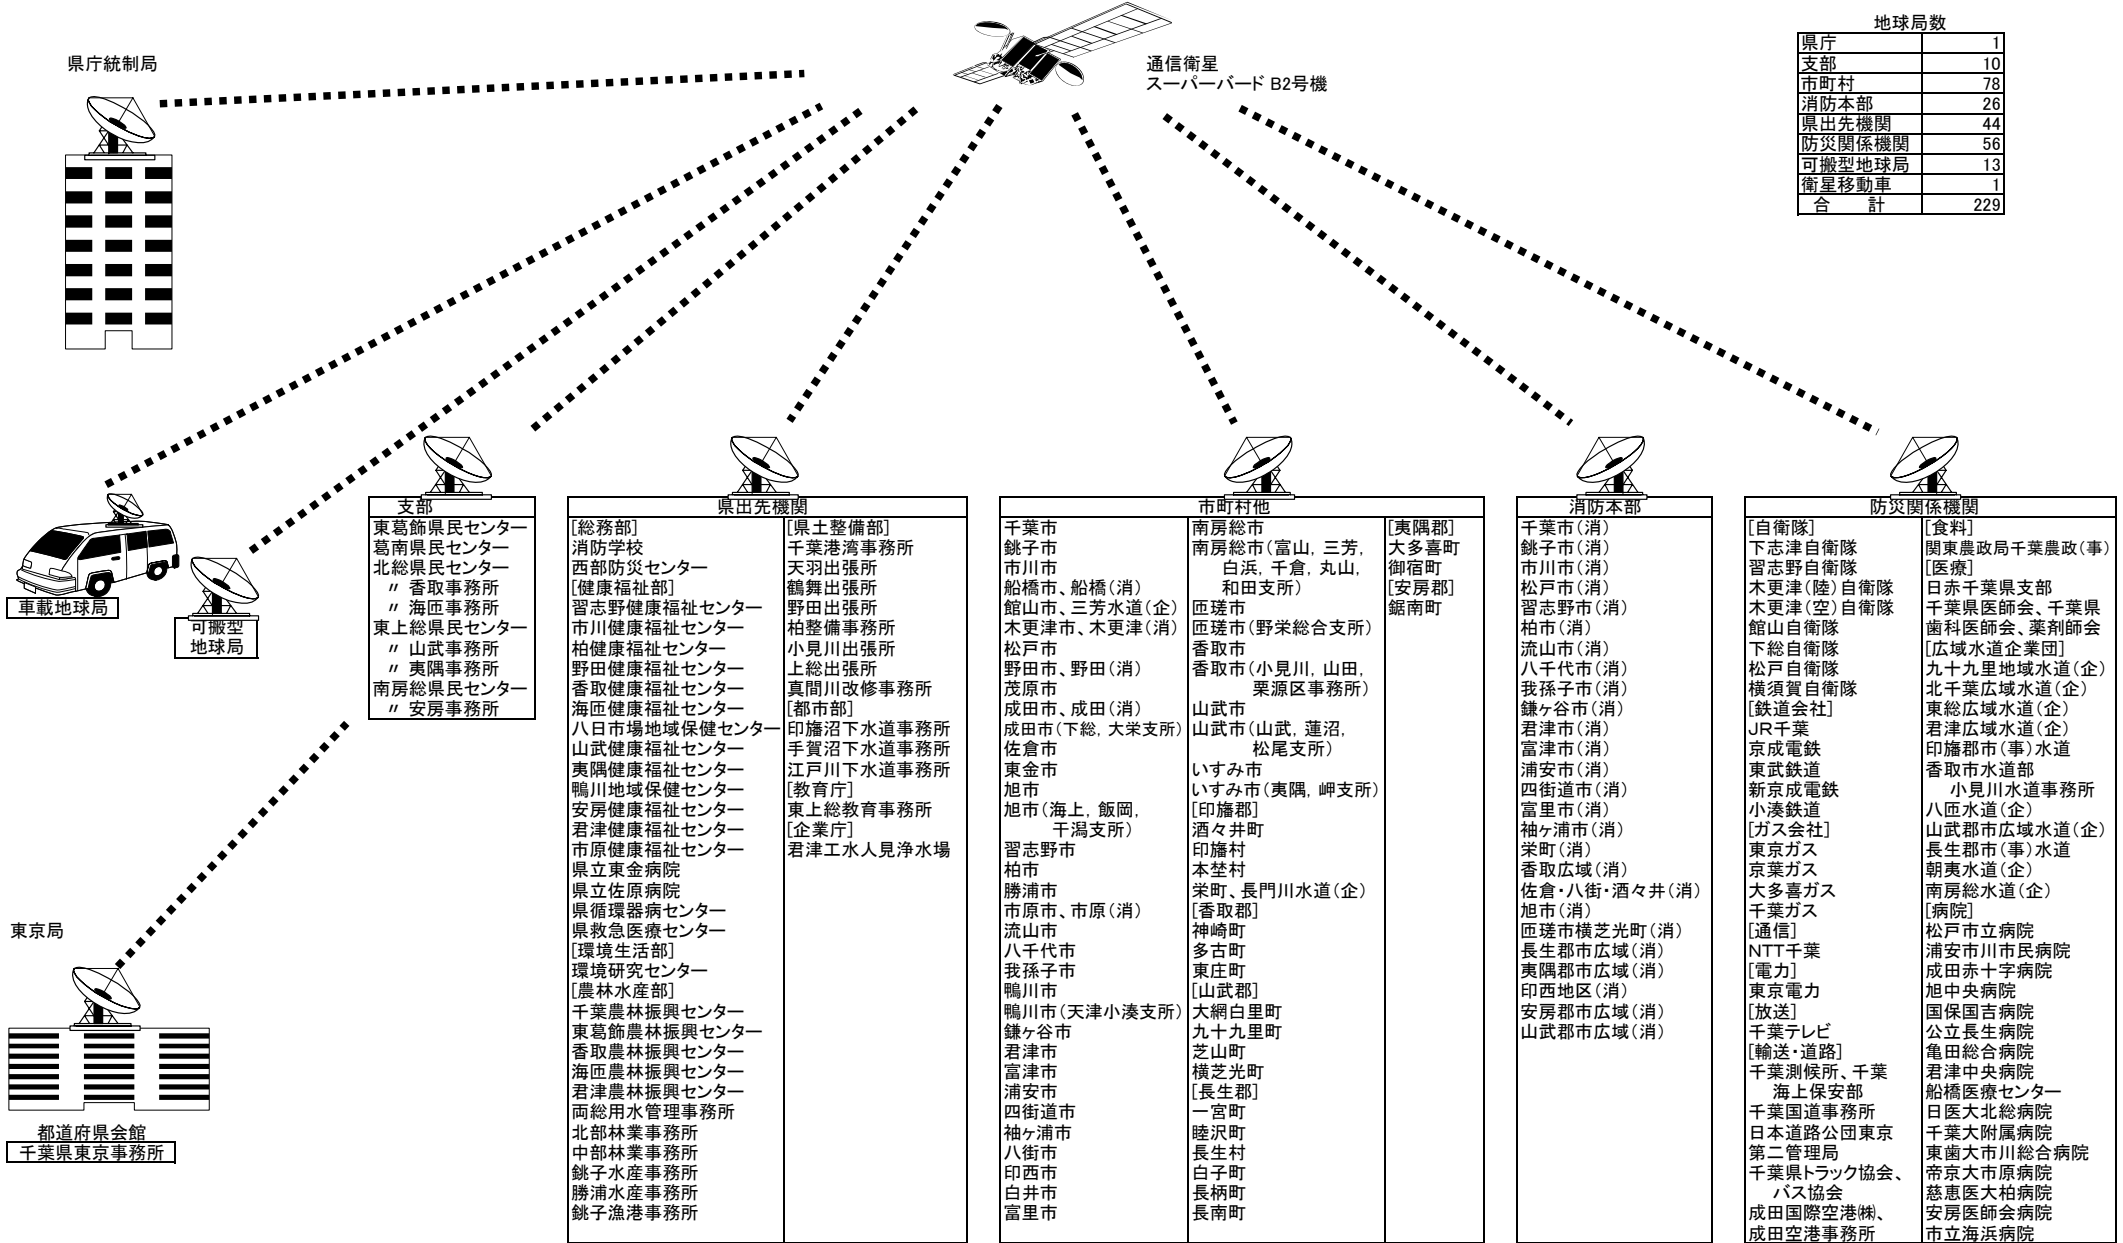 県庁統制局
通信衛星
スーパーバード B2号機
地球局数
県庁 1
支部 10
市町村 78
消防本部 26
県出先機関 44
防災関係機関 56
可搬型地球局 13
衛星移動車 1
合 計 229
車載地球局
可搬型
地球局
支部
東葛飾県民センター
葛南県民センター
北総県民センター
〃 香取事務所
〃 海匝事務所
東上総県民センター
〃 山武事務所
〃 夷隅事務所
南房総県民センター
〃 安房事務所
県出先機関
[総務部]
消防学校
西部防災センター
[健康福祉部]
習志野健康福祉センター
市川健康福祉センター
柏健康福祉センター
野田健康福祉センター
香取健康福祉センター
海匝健康福祉センター
八日市場地域保健センター
山武健康福祉センター
夷隅健康福祉センター
鴨川地域保健センター
安房健康福祉センター
君津健康福祉センター
市原健康福祉センター
県立東金病院
県立佐原病院
県循環器病センター
県救急医療センター
[環境生活部]
環境研究センター
[農林水産部]
千葉農林振興センター
東葛飾農林振興センター
香取農林振興センター
海匝農林振興センター
君津農林振興センター
両総用水管理事務所
北部林業事務所
中部林業事務所
銚子水産事務所
勝浦水産事務所
銚子漁港事務所
[県土整備部]
千葉港湾事務所
天羽出張所
鶴舞出張所
野田出張所
柏整備事務所
小見川出張所
上総出張所
真間川改修事務所
[都市部]
印旛沼下水道事務所
手賀沼下水道事務所
江戸川下水道事務所
[教育庁]
東上総教育事務所
[企業庁]
君津工水人見浄水場
市町村他
千葉市
銚子市
市川市
船橋市、船橋(消)
館山市、三芳水道(企)
木更津市、木更津(消)
松戸市
野田市、野田(消)
茂原市
成田市、成田(消)
成田市(下総, 大栄支所)
佐倉市
東金市
旭市
旭市(海上, 飯岡,
干潟支所)
習志野市
柏市
勝浦市
市原市、市原(消)
流山市
八千代市
我孫子市
鴨川市
鴨川市(天津小湊支所)
鎌ヶ谷市
君津市
富津市
浦安市
四街道市
袖ヶ浦市
八街市
印西市
白井市
富里市
南房総市
南房総市(富山, 三芳,
白浜, 千倉, 丸山,
和田支所)
匝瑳市
匝瑳市(野栄総合支所)
香取市
香取市(小見川, 山田,
栗源区事務所)
山武市
山武市(山武, 蓮沼,
松尾支所)
いすみ市
いすみ市(夷隅, 岬支所)
[印旛郡]
酒々井町
印旛村
本埜村
栄町、長門川水道(企)
[香取郡]
神崎町
多古町
東庄町
[山武郡]
大網白里町
九十九里町
芝山町
横芝光町
[長生郡]
一宮町
睦沢町
長生村
白子町
長柄町
長南町
[夷隅郡]
大多喜町
御宿町
[安房郡]
鋸南町
消防本部
千葉市(消)
銚子市(消)
市川市(消)
松戸市(消)
習志野市(消)
柏市(消)
流山市(消)
八千代市(消)
我孫子市(消)
鎌ヶ谷市(消)
君津市(消)
富津市(消)
浦安市(消)
四街道市(消)
富里市(消)
袖ヶ浦市(消)
栄町(消)
香取広域(消)
佐倉・八街・酒々井(消)
旭市(消)
匝瑳市横芝光町(消)
長生郡市広域(消)
夷隅郡市広域(消)
印西地区(消)
安房郡市広域(消)
山武郡市広域(消)
防災関係機関
[自衛隊]
下志津自衛隊
習志野自衛隊
木更津(陸)自衛隊
木更津(空)自衛隊
館山自衛隊
下総自衛隊
松戸自衛隊
横須賀自衛隊
[鉄道会社]
JR千葉
京成電鉄
東武鉄道
新京成電鉄
小湊鉄道
[ガス会社]
東京ガス
京葉ガス
大多喜ガス
千葉ガス
[通信]
NTT千葉
[電力]
東京電力
[放送]
千葉テレビ
[輸送・道路]
千葉測候所、千葉
海上保安部
千葉国道事務所
日本道路公団東京
第二管理局
千葉県トラック協会、
バス協会
成田国際空港㈱、
成田空港事務所
[食料]
関東農政局千葉農政(事)
[医療]
日赤千葉県支部
千葉県医師会、千葉県
歯科医師会、薬剤師会
[広域水道企業団]
九十九里地域水道(企)
北千葉広域水道(企)
東総広域水道(企)
君津広域水道(企)
印旛郡市(事)水道
香取市水道部
小見川水道事務所
八匝水道(企)
山武郡市広域水道(企)
長生郡市(事)水道
朝夷水道(企)
南房総水道(企)
[病院]
松戸市立病院
浦安市川市民病院
成田赤十字病院
旭中央病院
国保国吉病院
公立長生病院
亀田総合病院
君津中央病院
船橋医療センター
日医大北総病院
千葉大附属病院
東歯大市川総合病院
帝京大市原病院
慈恵医大柏病院
安房医師会病院
市立海浜病院
東京局
都道府県会館
千葉県東京事務所